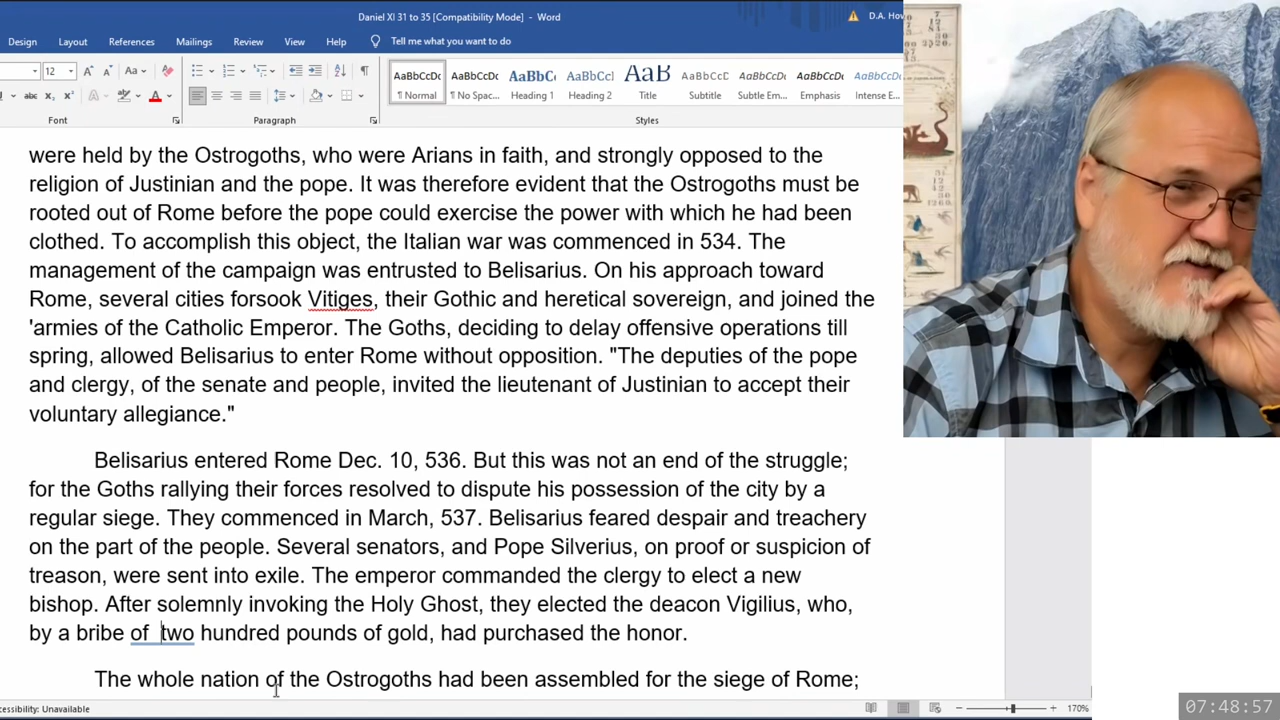 Daniel XI 31 to 35 [Compatibility Mode] - Word
D.A. Hov
Design Layout References Mailings Review View Help Tell me what you want to do
12 Aa
AaBbCcDc AaBbCcDc AaBbCc AaBbCcC AaB AaBbCcD AaBbCcDt AaBbCcDt AaBbCcDt
¶ Normal ¶ No Spac... Heading 1 Heading 2 Title Subtitle Subtle Em... Emphasis Intense E...
Font Paragraph Styles
were held by the Ostrogoths, who were Arians in faith, and strongly opposed to the
religion of Justinian and the pope. It was therefore evident that the Ostrogoths must be
rooted out of Rome before the pope could exercise the power with which he had been
clothed. To accomplish this object, the Italian war was commenced in 534. The
management of the campaign was entrusted to Belisarius. On his approach toward
Rome, several cities forsook Vitiges, their Gothic and heretical sovereign, and joined the
'armies of the Catholic Emperor. The Goths, deciding to delay offensive operations till
spring, allowed Belisarius to enter Rome without opposition. "The deputies of the pope
and clergy, of the senate and people, invited the lieutenant of Justinian to accept their
voluntary allegiance."
Belisarius entered Rome Dec. 10, 536. But this was not an end of the struggle;
for the Goths rallying their forces resolved to dispute his possession of the city by a
regular siege. They commenced in March, 537. Belisarius feared despair and treachery
on the part of the people. Several senators, and Pope Silverius, on proof or suspicion of
treason, were sent into exile. The emperor commanded the clergy to elect a new
bishop. After solemnly invoking the Holy Ghost, they elected the deacon Vigilius, who,
by a bribe of  two hundred pounds of gold, had purchased the honor.
The whole nation of the Ostrogoths had been assembled for the siege of Rome;
cessibility: Unavailable
170%
07:48:57